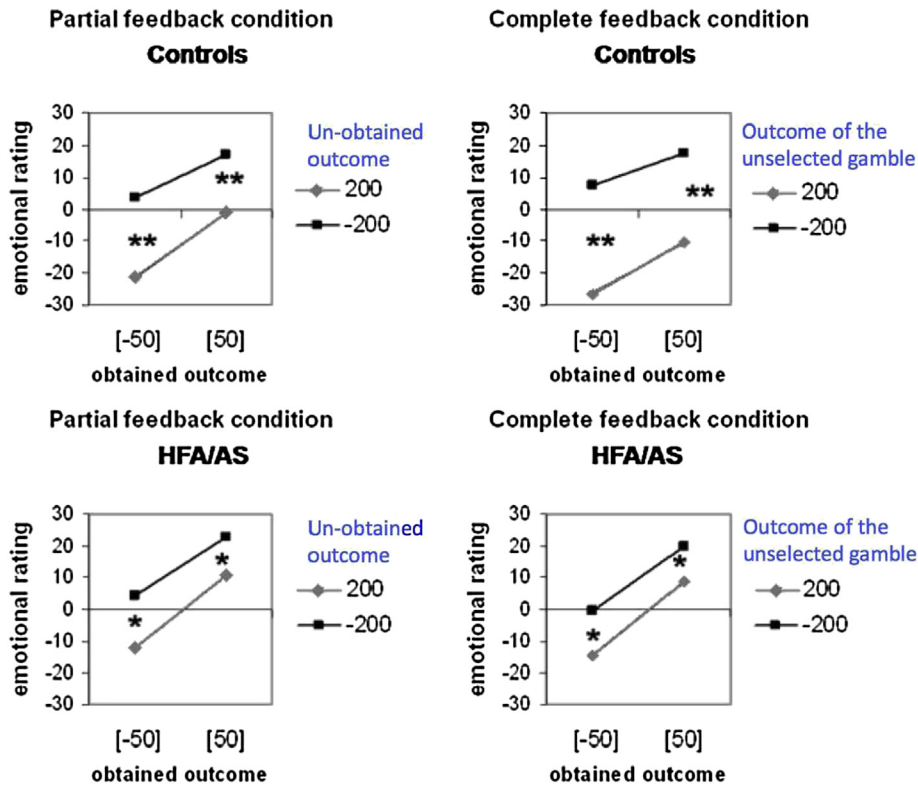 Partial feedback condition
Controls
emotional rating
30
20
10
0
-10
-20
-30
**
**
[-50]
[50]
obtained outcome
Un-obtained
outcome
200
-200
Complete feedback condition
Controls
emotional rating
30
20
10
0
-10
-20
-30
**
**
[-50]
[50]
obtained outcome
Outcome of the
unselected gamble
200
-200
Partial feedback condition
HFA/AS
emotional rating
30
20
10
0
-10
-20
-30
*
*
[-50]
[50]
obtained outcome
Un-obtained
outcome
200
-200
Complete feedback condition
HFA/AS
emotional rating
30
20
10
0
-10
-20
-30
*
*
[-50]
[50]
obtained outcome
Outcome of the
unselected gamble
200
-200